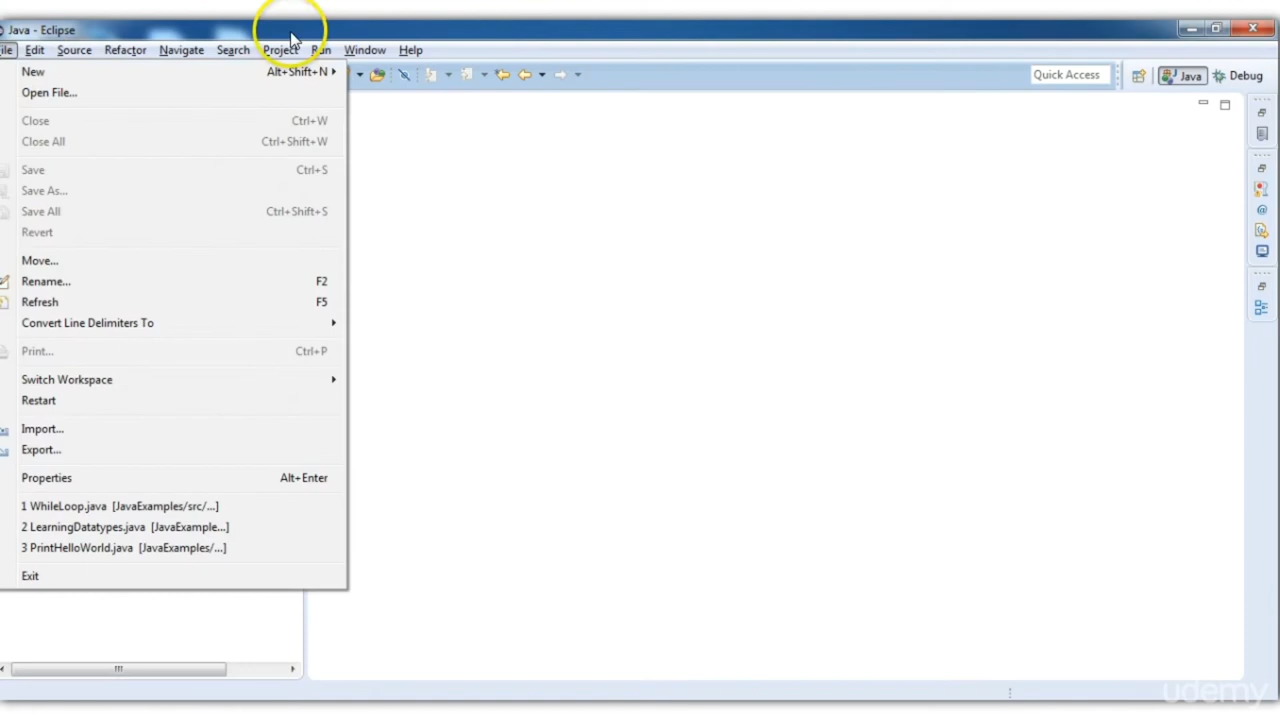 Java - Eclipse
ile Edit Source Refactor Navigate Search Project Run Window Help
New Alt+Shift+N
Open File...
Quick Access Java Debug
Close Ctrl+W
Close All Ctrl+Shift+W
Save Ctrl+S
Save As...
Save All Ctrl+Shift+S
Revert
Move...
Rename... F2
Refresh F5
Convert Line Delimiters To
Print... Ctrl+P
Switch Workspace
Restart
Import...
Export...
Properties Alt+Enter
1 WhileLoop.java [JavaExamples/src/...]
2 LearningDatatypes.java [JavaExample...]
3 PrintHelloWorld.java [JavaExamples/...]
Exit
udemy